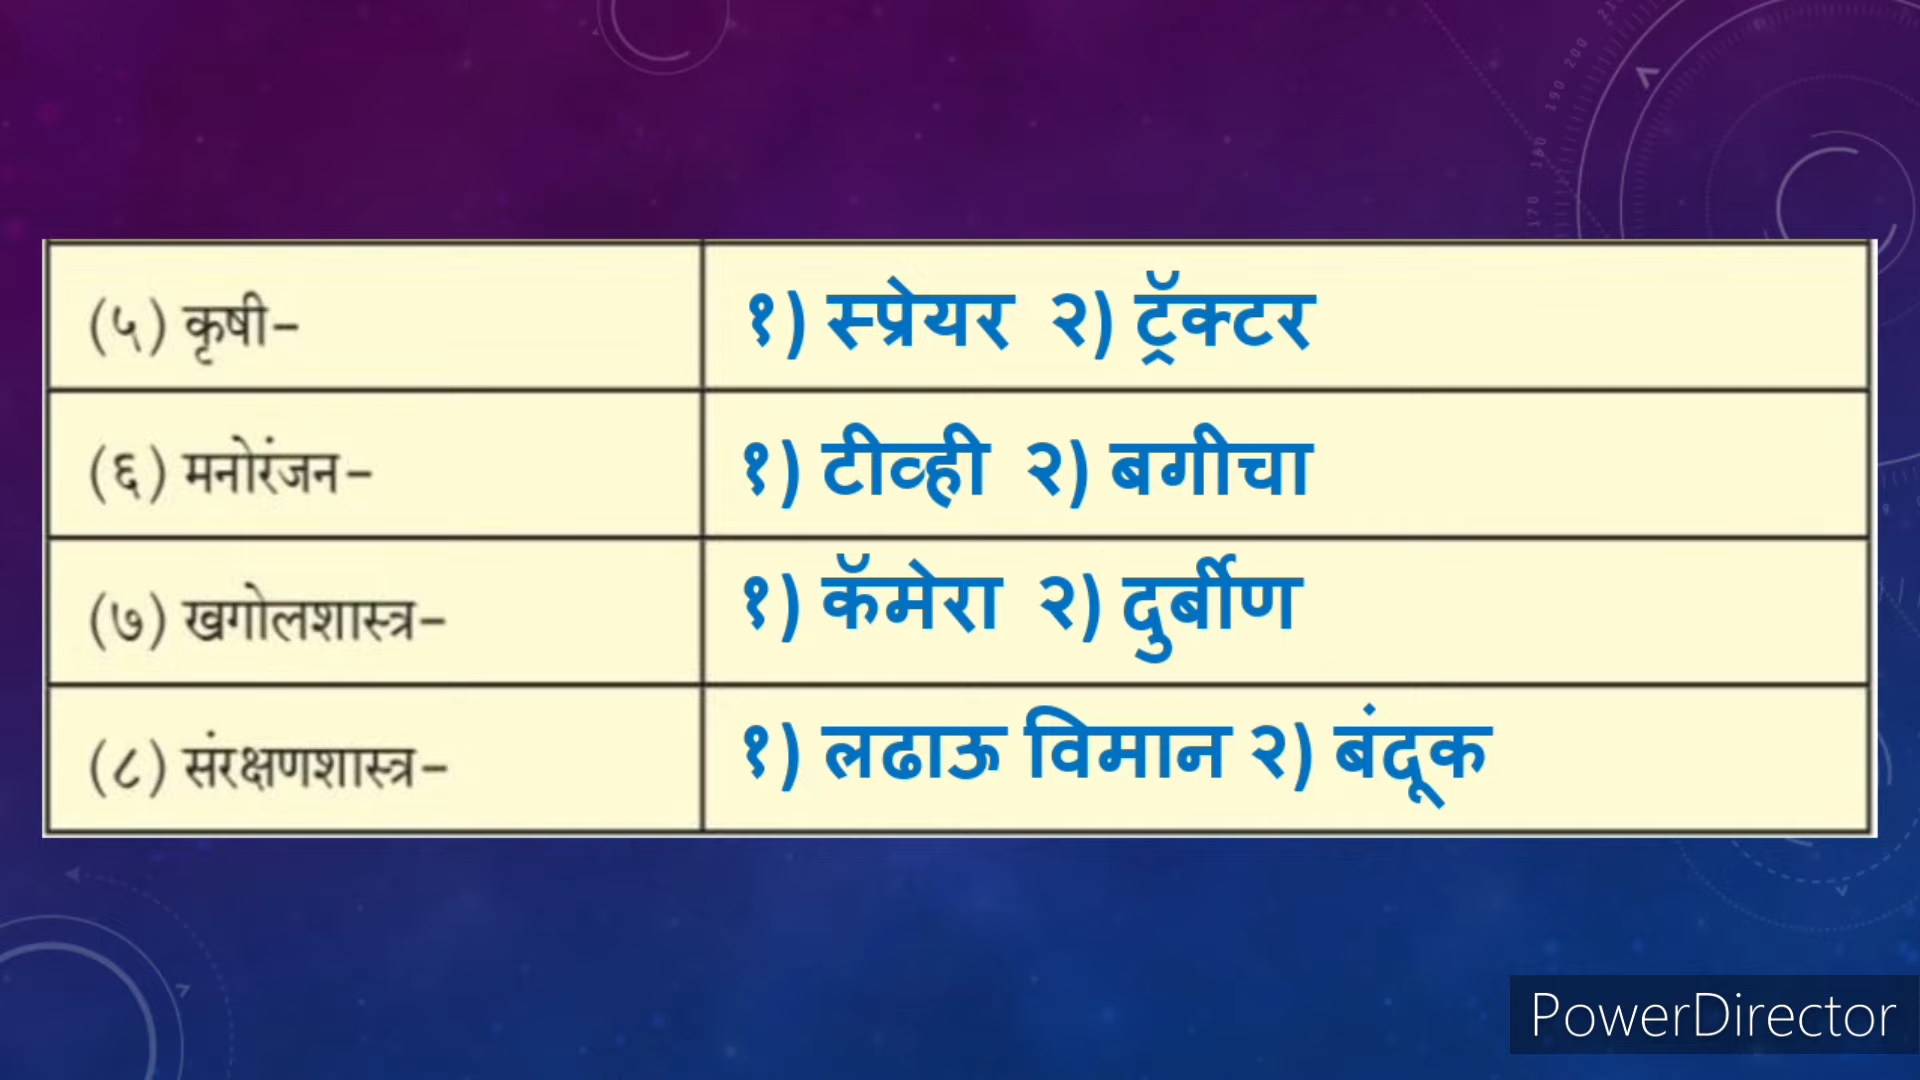 (५) कृषी– १) स्प्रेयर २) ट्रॅक्टर
(६) मनोरंजन– १) टीव्ही २) बगीचा
(७) खगोलशास्त्र– १) कॅमेरा २) दुर्बीण
(८) संरक्षणशास्त्र– १) लढाऊ विमान २) बंदूक
PowerDirector